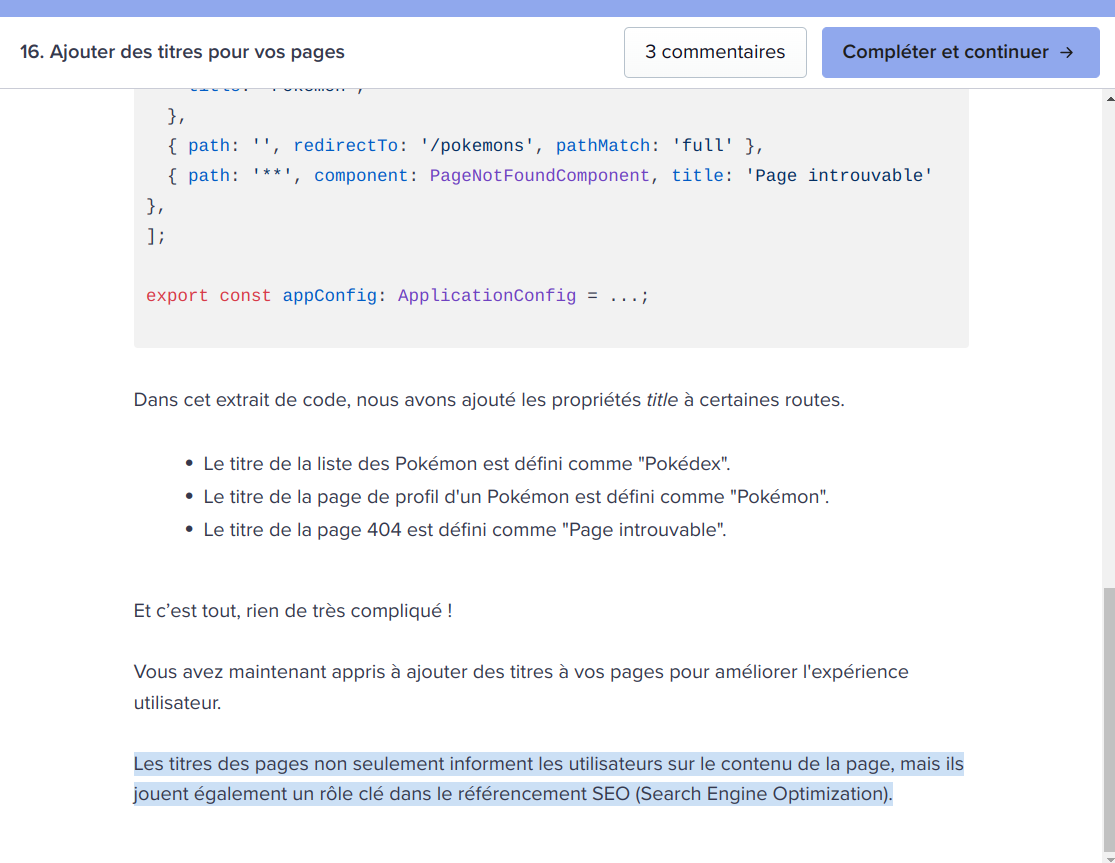 16. Ajouter des titres pour vos pages
3 commentaires
Compléter et continuer →
},
{ path: '', redirectTo: '/pokemons', pathMatch: 'full' },
{ path: '**', component: PageNotFoundComponent, title: 'Page introuvable'
},
];
export const appConfig: ApplicationConfig = ...;
Dans cet extrait de code, nous avons ajouté les propriétés title à certaines routes.
• Le titre de la liste des Pokémon est défini comme "Pokédex".
• Le titre de la page de profil d'un Pokémon est défini comme "Pokémon".
• Le titre de la page 404 est défini comme "Page introuvable".
Et c’est tout, rien de très compliqué !
Vous avez maintenant appris à ajouter des titres à vos pages pour améliorer l'expérience
utilisateur.
Les titres des pages non seulement informent les utilisateurs sur le contenu de la page, mais ils
jouent également un rôle clé dans le référencement SEO (Search Engine Optimization).